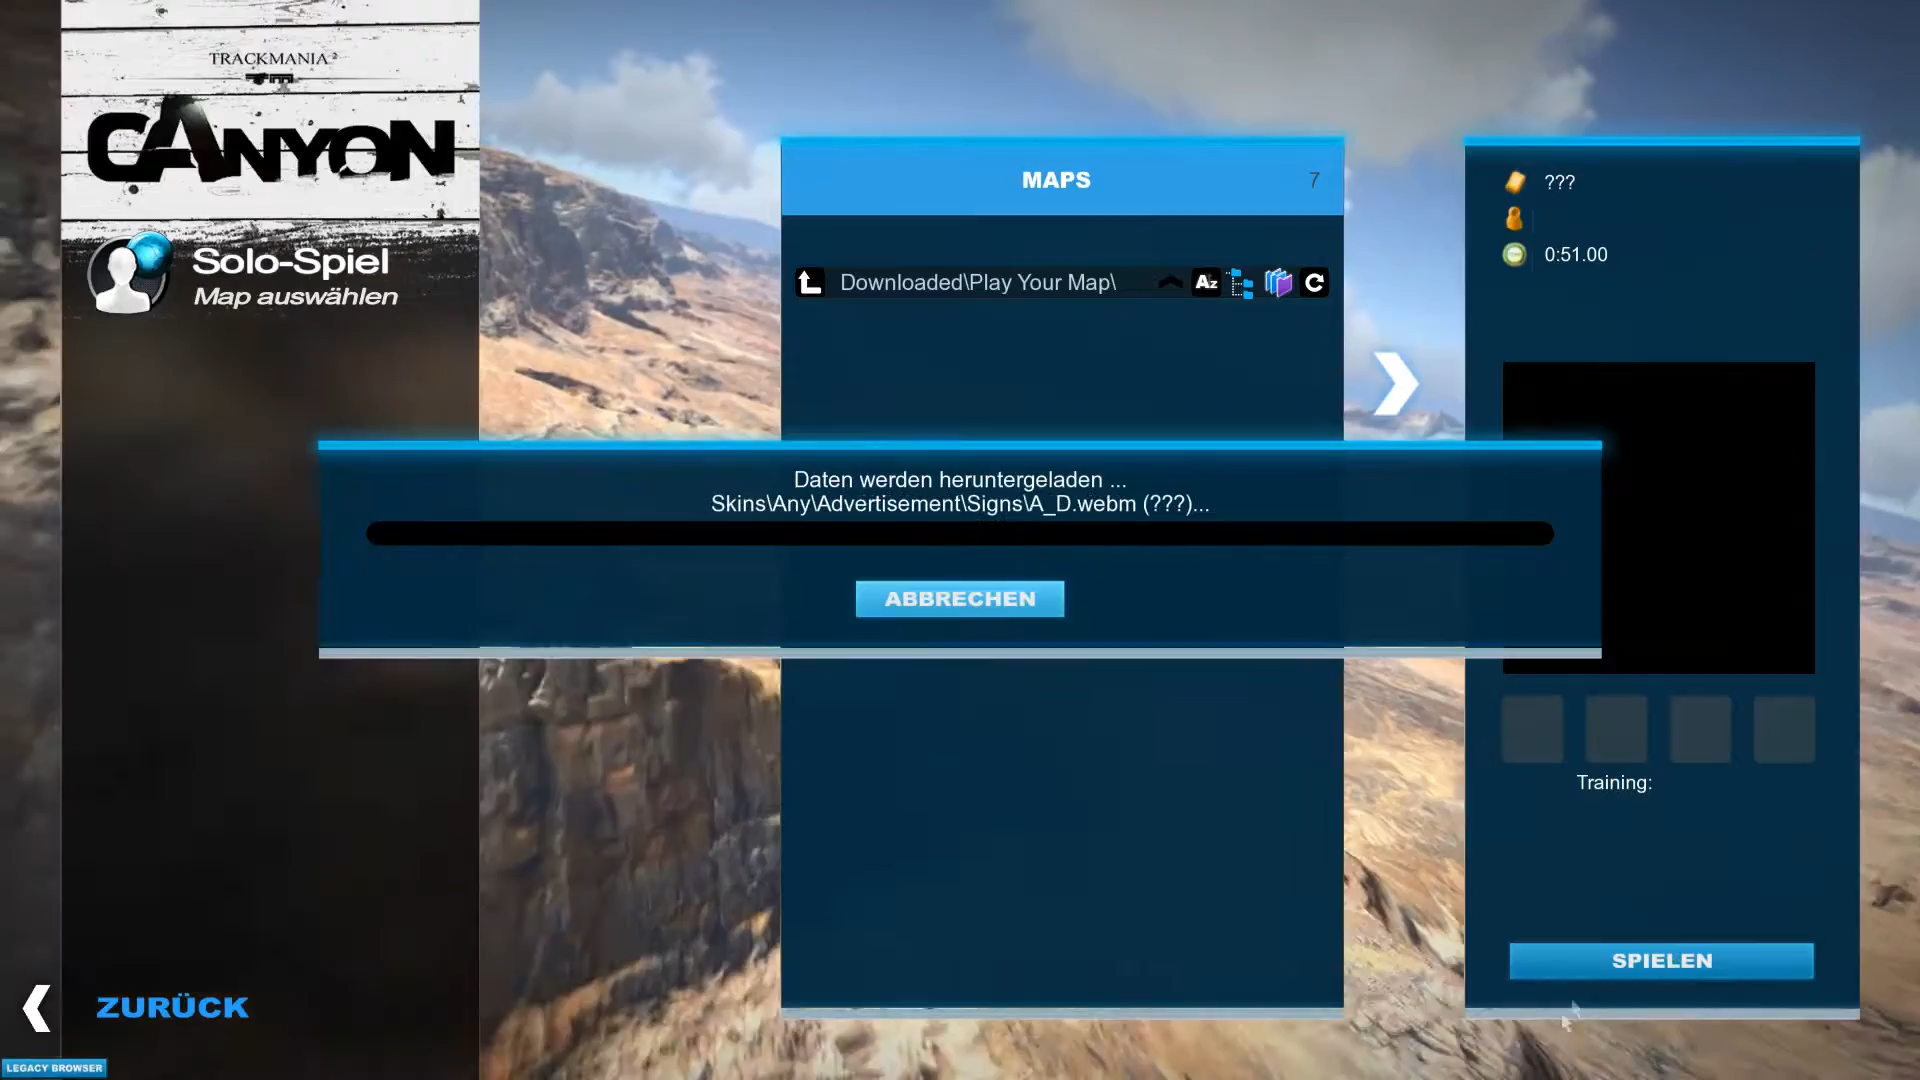 TRACKMANIA²
CANYON
Solo-Spiel
Map auswählen
MAPS
7
Downloaded\Play Your Map\
Az
???
0:51.00
Daten werden heruntergeladen ...
Skins\Any\Advertisement\Signs\A_D.webm (???)...
ABBRECHEN
Training:
SPIELEN
ZURÜCK
LEGACY BROWSER